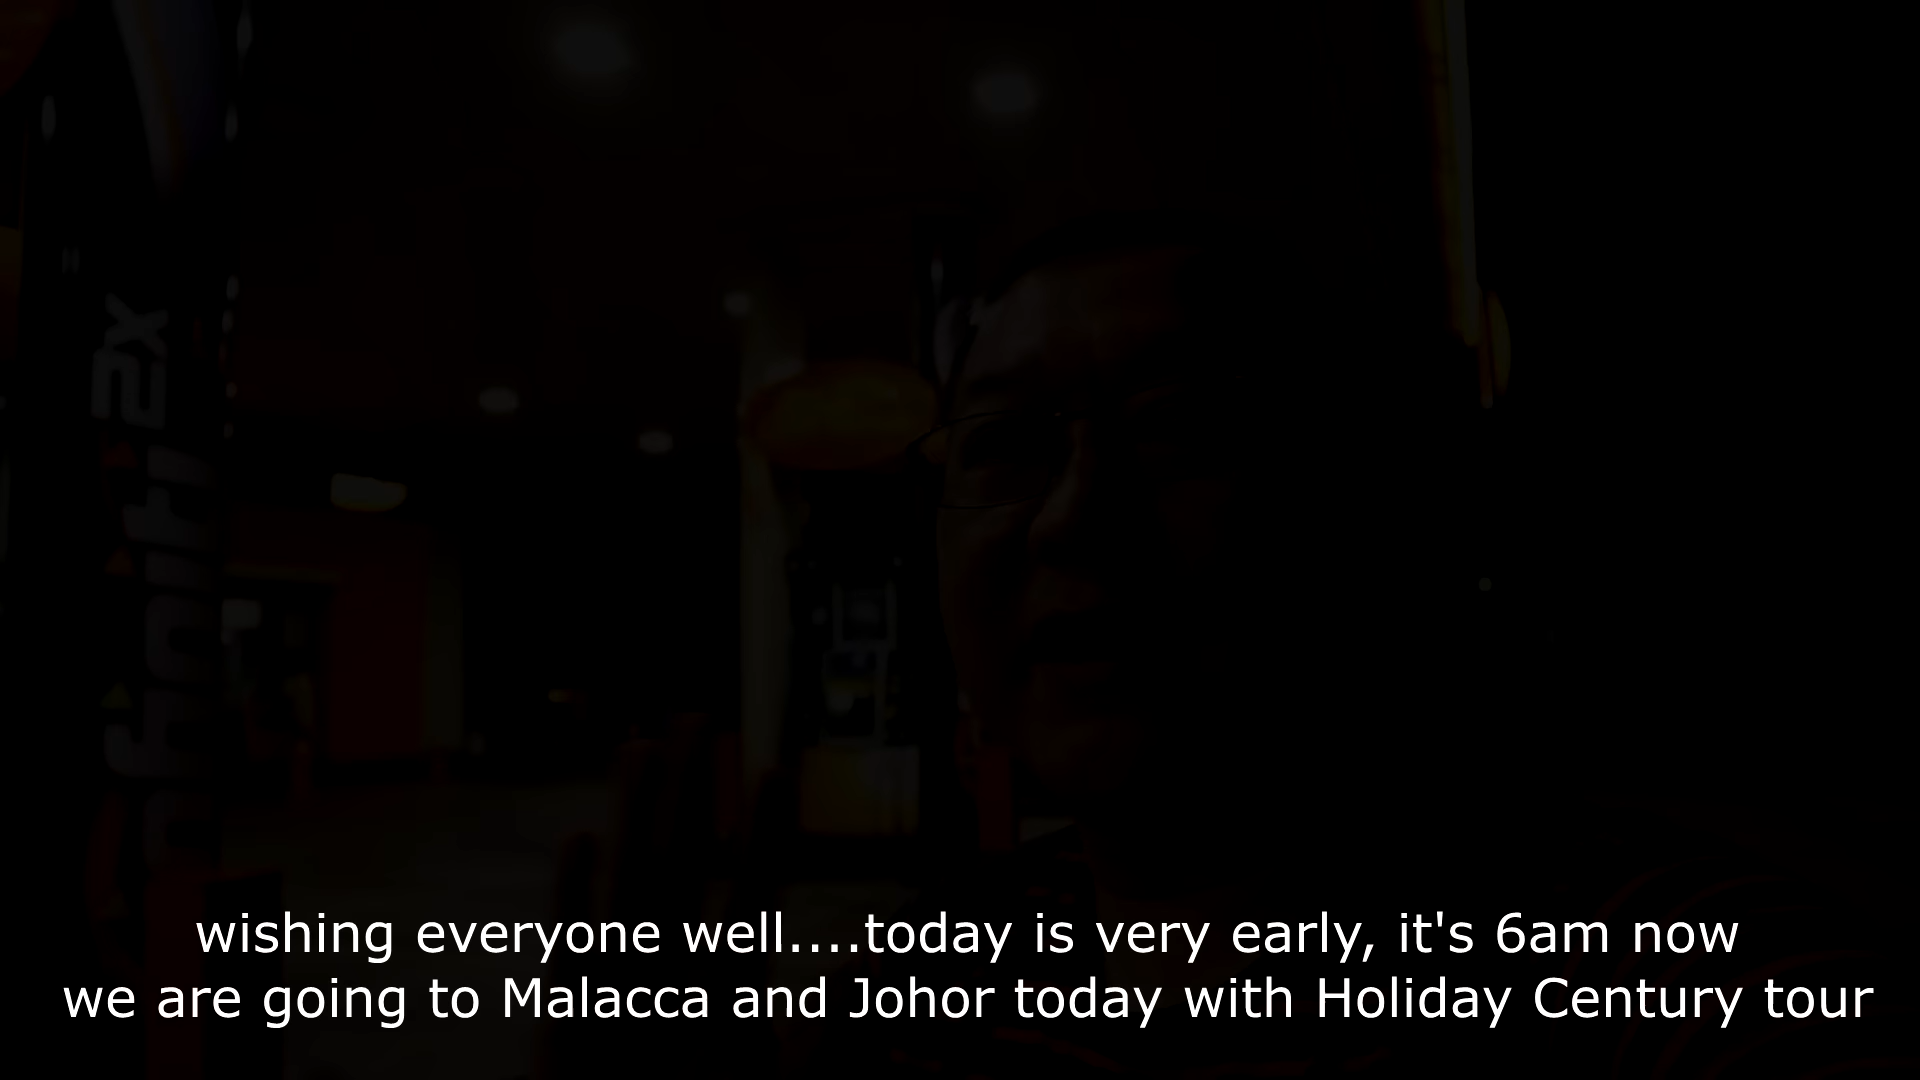 wishing everyone well....today is very early, it's 6am now
we are going to Malacca and Johor today with Holiday Century tour